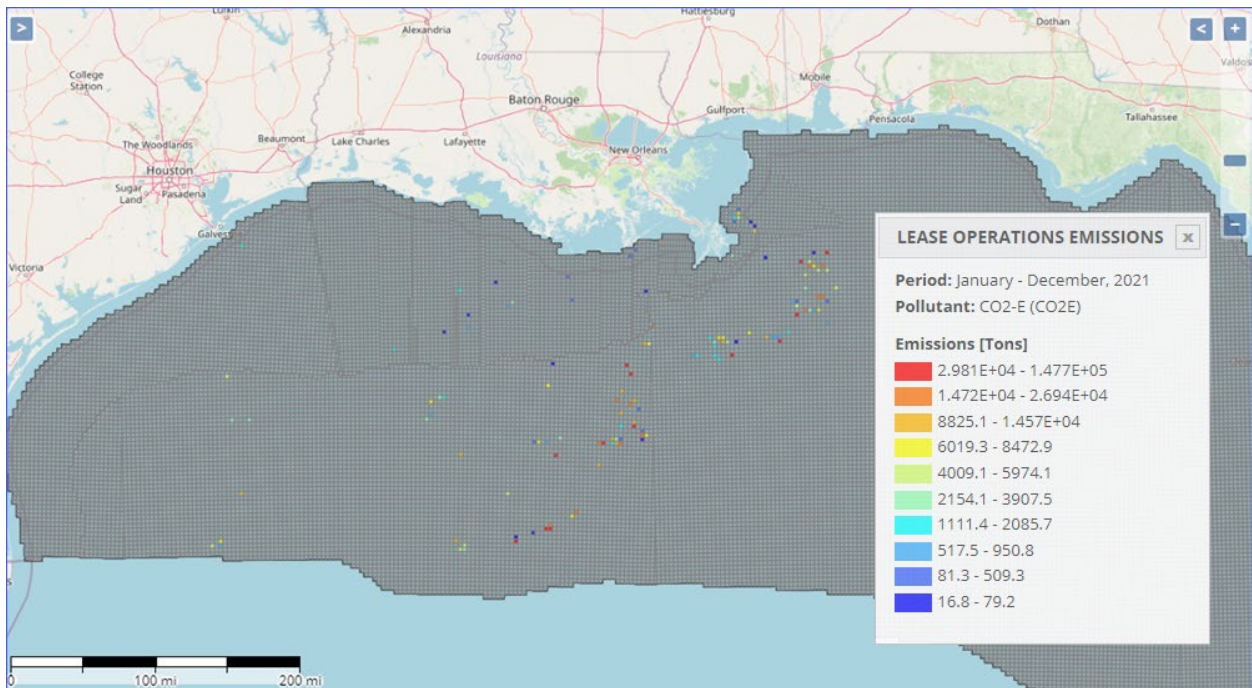 >
Lufkin
Alexandria
Hattiesburg
Dothan
<
+
Louisiana
Valdost
College
Station
Mobile
Baton Rouge
Gulfport
Pensacola
Tallahassee
The Woodlands
Beaumont
Lake Charles
Lafayette
New Orleans
Houston
Sugar
Land
Pasadena
Galves
Victoria
−
LEASE OPERATIONS EMISSIONS
x
Period: January - December, 2021
Pollutant: CO2-E (CO2E)
Emissions [Tons]
2.981E+04 - 1.477E+05
1.472E+04 - 2.694E+04
8825.1 - 1.457E+04
6019.3 - 8472.9
4009.1 - 5974.1
2154.1 - 3907.5
1111.4 - 2085.7
517.5 - 950.8
81.3 - 509.3
16.8 - 79.2
0
100 mi
200 mi